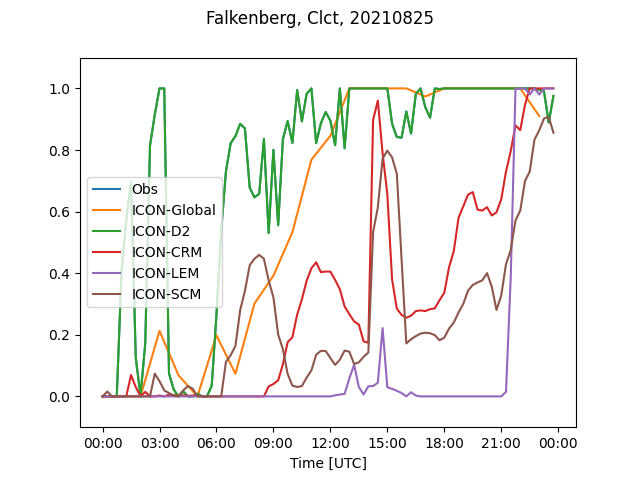 Falkenberg, Clct, 20210825
1.0
0.8
0.6
0.4
0.2
0.0
Obs
ICON-Global
ICON-D2
ICON-CRM
ICON-LEM
ICON-SCM
00:00 03:00 06:00 09:00 12:00 15:00 18:00 21:00 00:00
Time [UTC]